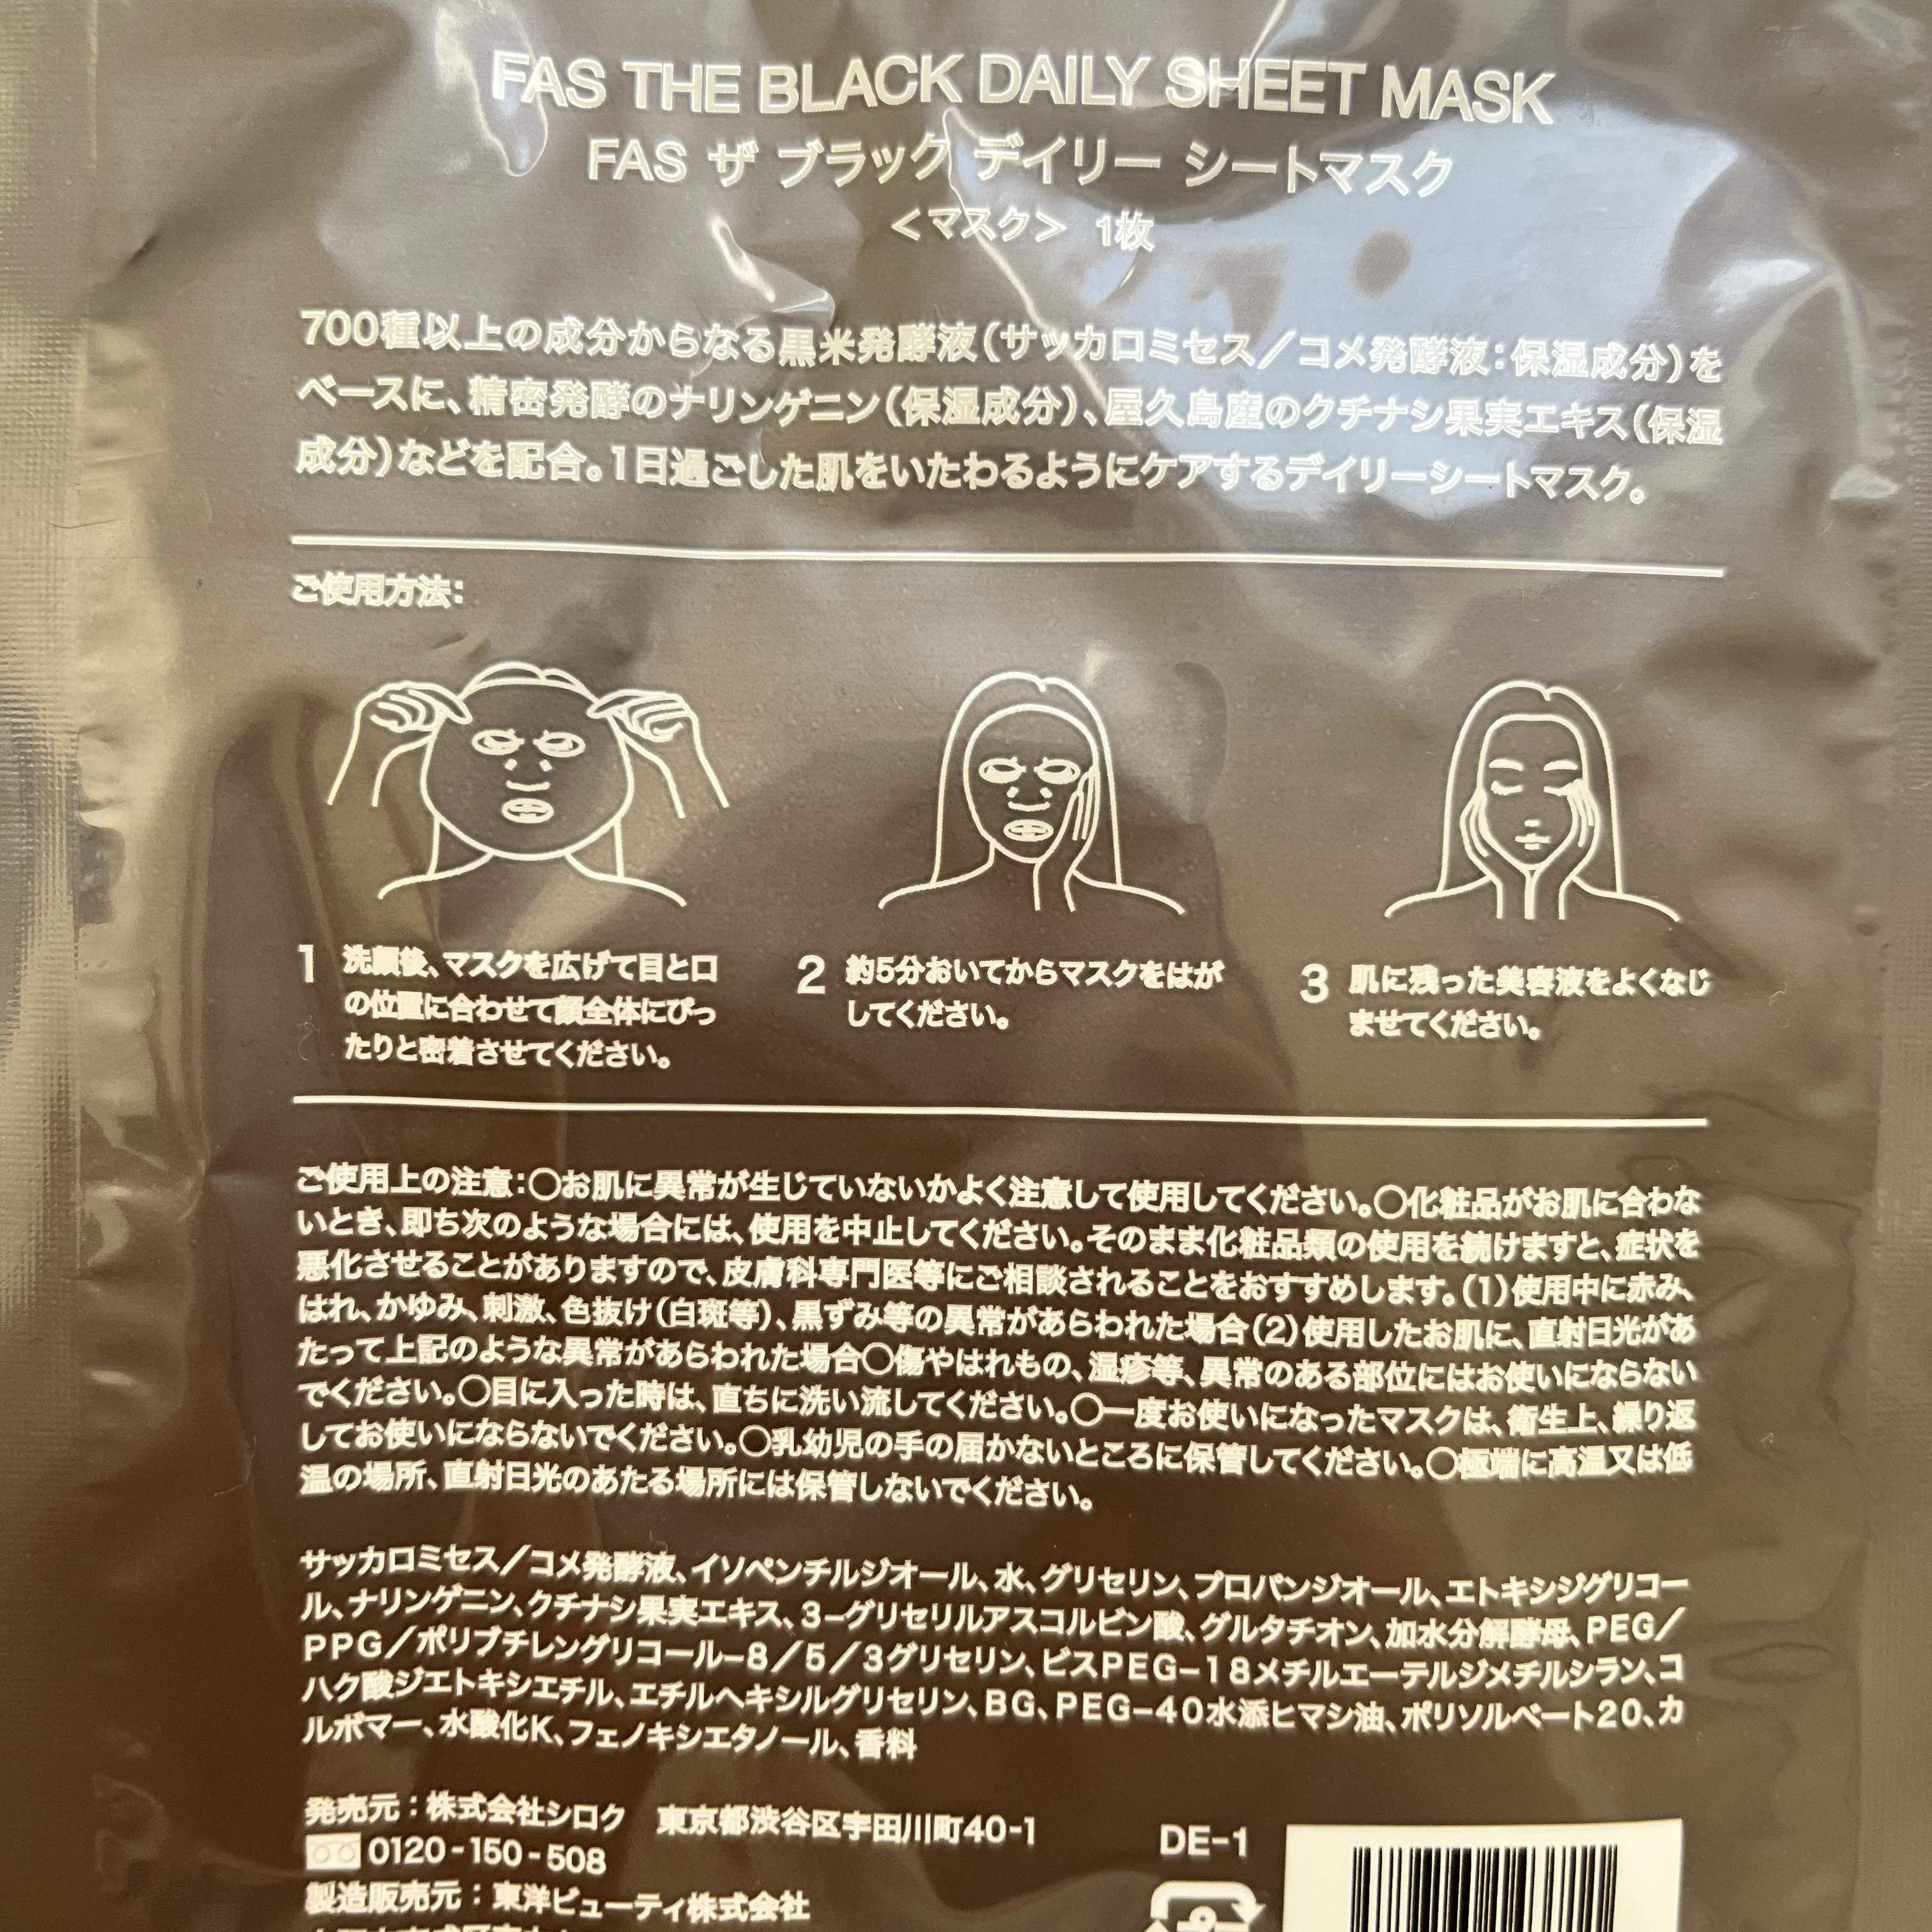 FAS THE BLACK DAILY SHEET MASK
FAS ザ ブラック デイリー シートマスク
＜マスク＞ 1枚
700種以上の成分からなる黒米発酵液（サッカロミセス／コメ発酵液：保湿成分）を
ベースに、精密発酵のナリンゲニン（保湿成分）、屋久島産のクチナシ果実エキス（保湿
成分）などを配合。1日過ごした肌をいたわるようにケアするデイリーシートマスク。
ご使用方法：
1 洗顔後、マスクを広げて目と口
の位置に合わせて顔全体にぴっ
たりと密着させてください。
2 約5分おいてからマスクをはが
してください。
3 肌に残った美容液をよくなじ
ませてください。
ご使用上の注意：〇お肌に異常が生じていないかよく注意して使用してください。〇化粧品がお肌に合わな
いとき、即ち次のような場合には、使用を中止してください。そのまま化粧品類の使用を続けますと、症状を
悪化させることがありますので、皮膚科専門医等にご相談されることをおすすめします。（1）使用中に赤み、
はれ、かゆみ、刺激、色抜け（白斑等）、黒ずみ等の異常があらわれた場合（2）使用したお肌に、直射日光があ
たって上記のような異常があらわれた場合〇傷やはれもの、湿疹等、異常のある部位にはお使いにならない
でください。〇目に入った時は、直ちに洗い流してください。〇一度お使いになったマスクは、衛生上、繰り返
してお使いにならないでください。〇乳幼児の手の届かないところに保管してください。〇極端に高温又は低
温の場所、直射日光のあたる場所には保管しないでください。
サッカロミセス／コメ発酵液、イソペンチルジオール、水、グリセリン、プロパンジオール、エトキシジグリコー
ル、ナリンゲニン、クチナシ果実エキス、3－グリセリルアスコルビン酸、グルタチオン、加水分解酵母、PEG／
PPG／ポリブチレングリコール－8／5／3グリセリン、ビスPEG－18メチルエーテルジメチルシラン、コ
ハク酸ジエトキシエチル、エチルヘキシルグリセリン、BG、PEG－40水添ヒマシ油、ポリソルベート20、カ
ルボマー、水酸化K、フェノキシエタノール、香料
発売元：株式会社シロク 東京都渋谷区宇田川町40-1
0120-150-508
DE-1
製造販売元：東洋ビューティ株式会社